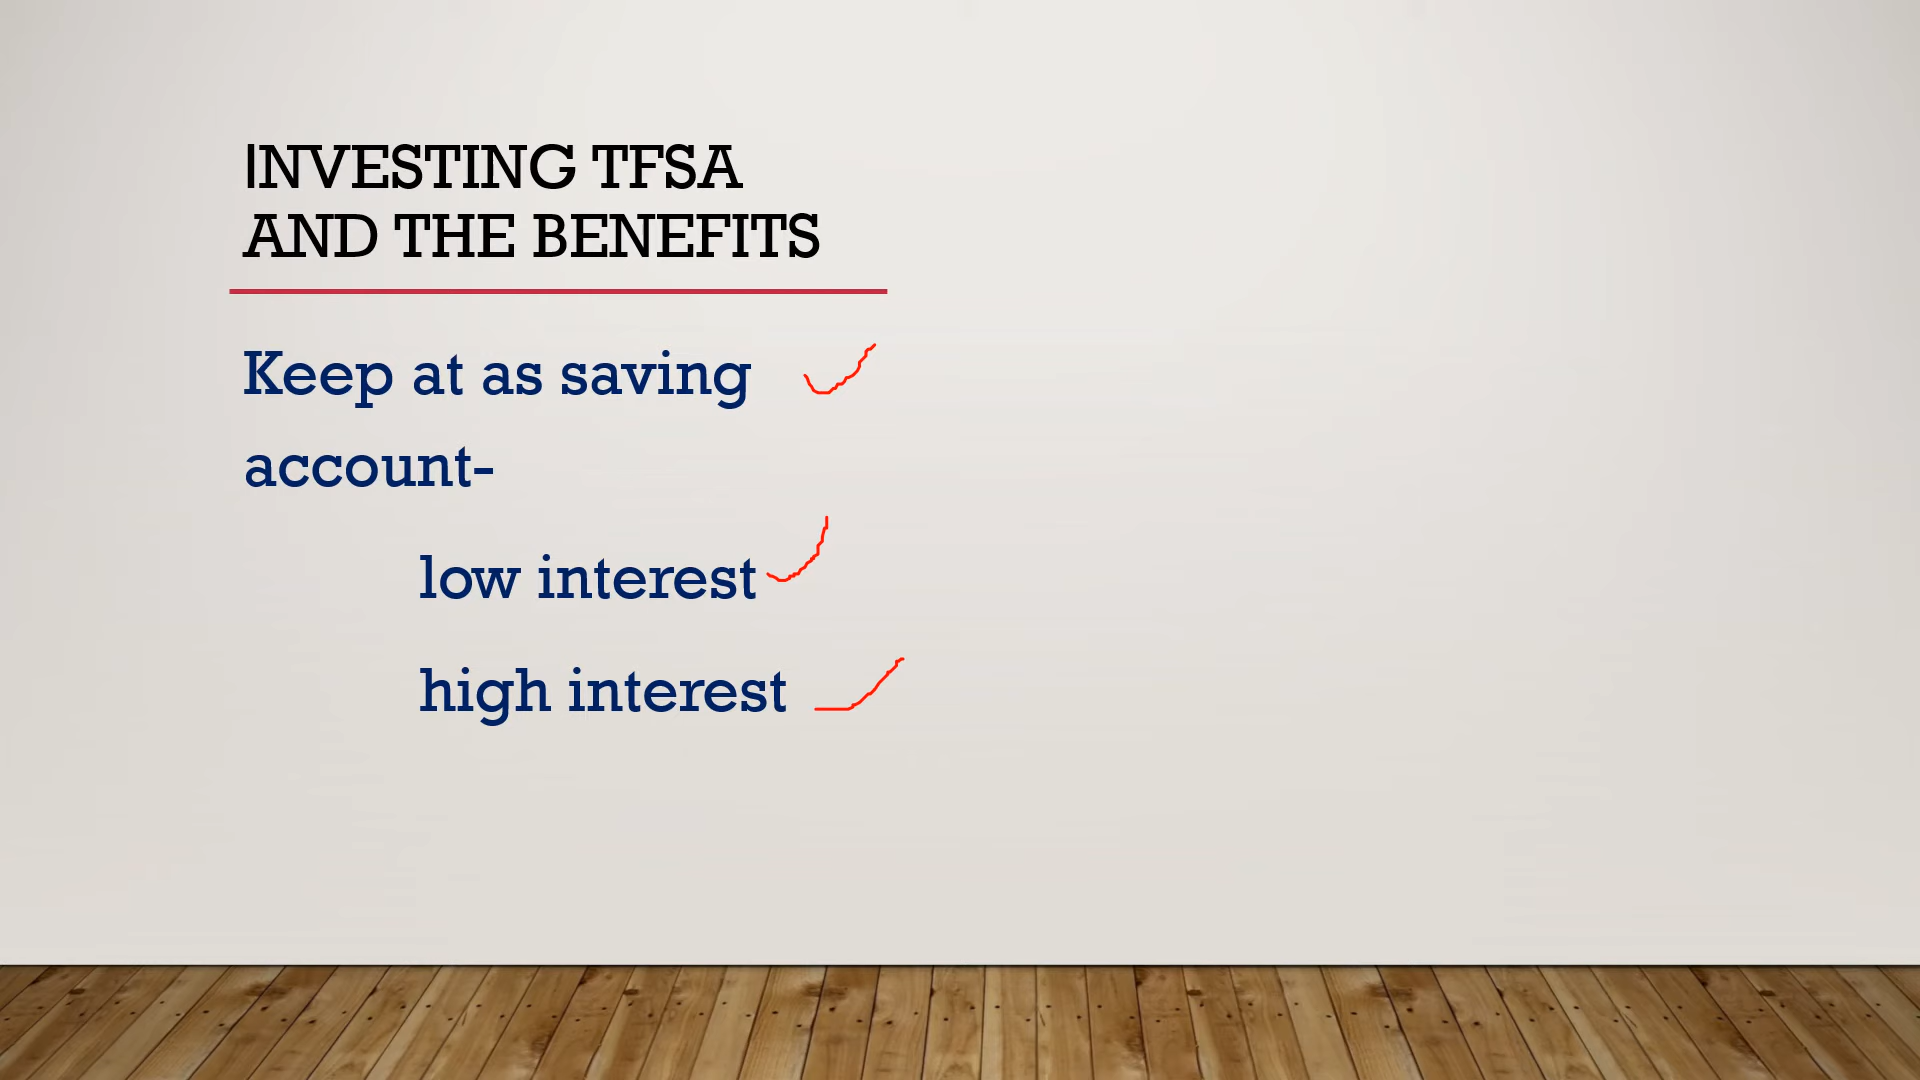 INVESTING TFSA
AND THE BENEFITS
Keep at as saving
account-
low interest
high interest